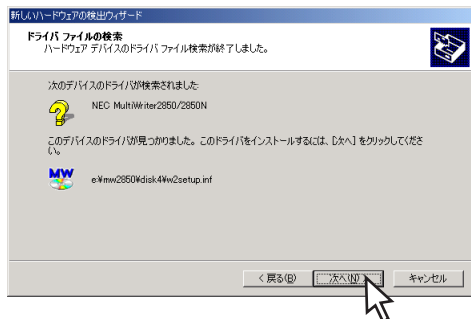 新しいハードウェアの検出ウィザード
ドライバ ファイルの検索
ハードウェア デバイスのドライバ ファイル検索が終了しました。
次のデバイスのドライバが検索されました:
NEC MultiWriter2850/2850N
このデバイスのドライバが見つかりました。このドライバをインストールするには、[次へ] をクリックしてくださ
い。
MW
e:¥mw2850¥disk4¥w2setup.inf
< 戻る(B)
次へ(N) >
キャンセル